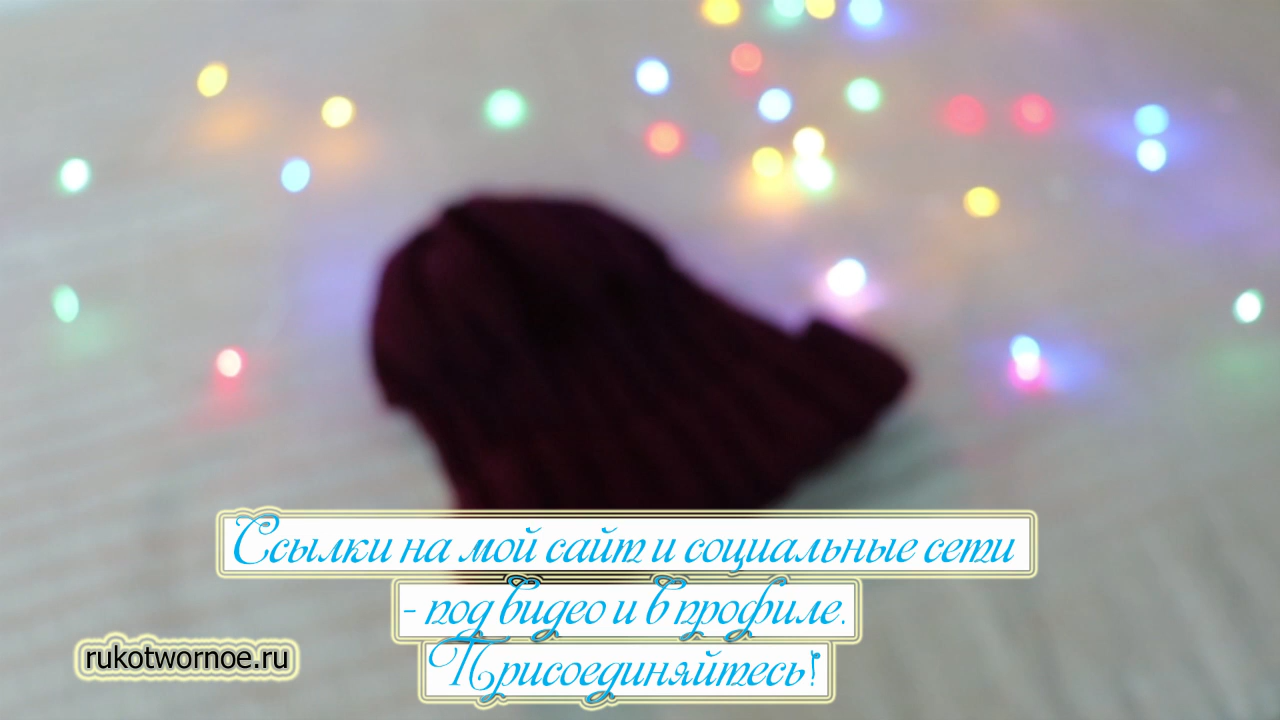 Ссылки на мой сайт и социальные сети
- под видео и в профиле.
Присоединяйтесь!
rukotwornoe.ru